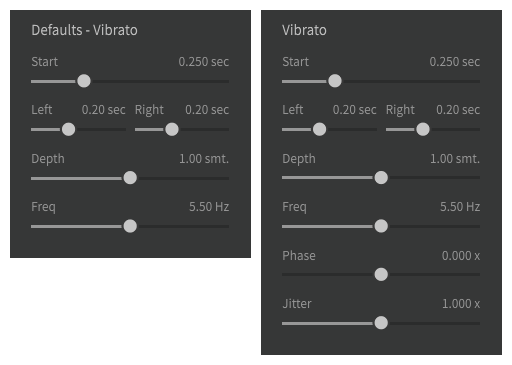 Defaults - Vibrato
Start 0.250 sec
Left 0.20 sec Right 0.20 sec
Depth 1.00 smt.
Freq 5.50 Hz
Vibrato
Start 0.250 sec
Left 0.20 sec Right 0.20 sec
Depth 1.00 smt.
Freq 5.50 Hz
Phase 0.000 x
Jitter 1.000 x